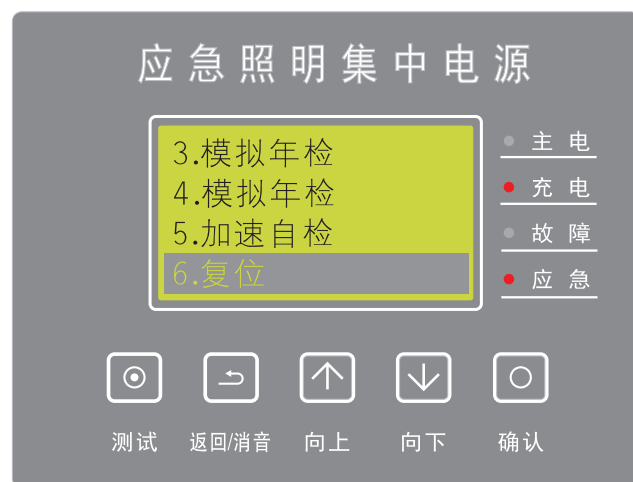 应急照明集中电源
3.模拟年检
4.模拟年检
5.加速自检
6.复位
主电
充电
故障
应急
测试 返回/消音 向上 向下 确认